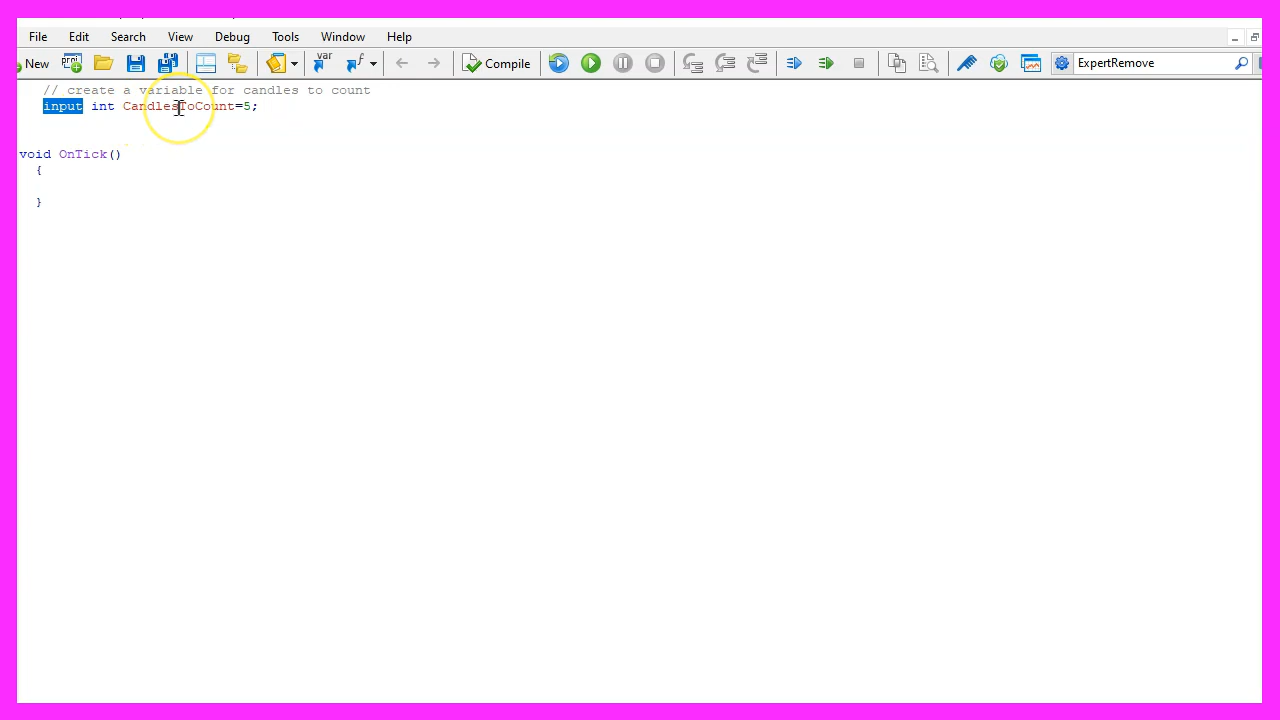 File Edit Search View Debug Tools Window Help
New Compile ExpertRemove
// create a variable for candles to count
input int CandlesToCount=5;
void OnTick()
{
}